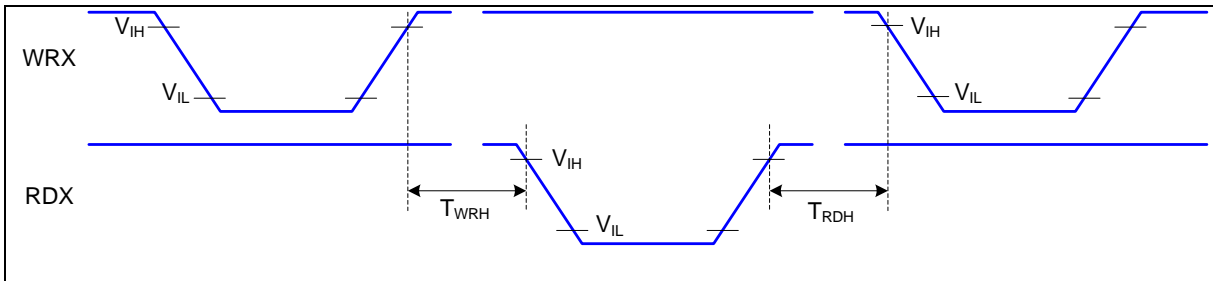 WRX
V_IH
V_IL
V_IH
V_IL
RDX
V_IH
V_IL
T_WRH
T_RDH